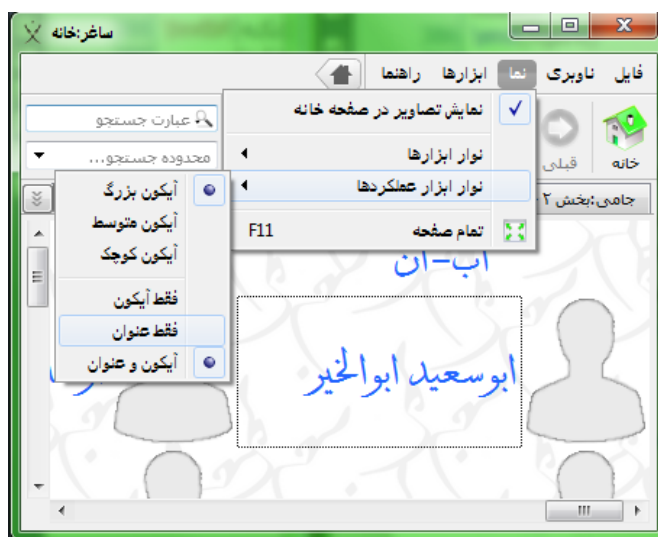 ساغر:خانه
فایل ناوبری نما ابزارها راهنما
نمایش تصاویر در صفحه خانه
نوار ابزارها
نوار ابزار عملکردها
تمام صفحه F11
آیکون بزرگ
آیکون متوسط
آیکون کوچک
فقط آیکون
فقط عنوان
آیکون و عنوان
خانه قبلی
عبارت جستجو
محدوده جستجو...
جامی:بخش ۲
آب-ان
ابوسعید ابوالخیر